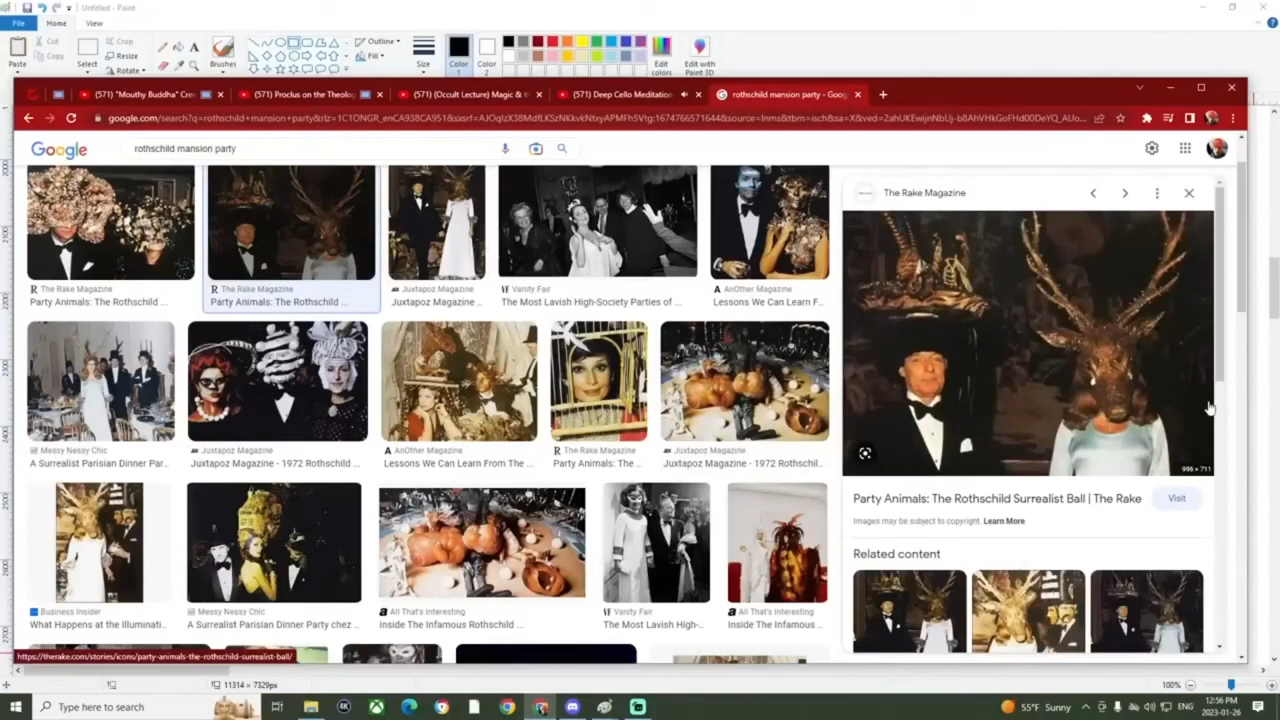 Untitled - Paint
File
Home
View
Paste
Cut
Copy
Select
Crop
Resize
Rotate
Brushes
Outline
Fill
Size
Color 1
Color 2
Edit colors
Edit with Paint 3D
(571) "Mouthy Buddha" Cre
(571) Proclus on the Theolog
(571) (Occult Lecture) Magic & t
(571) Deep Cello Meditation
rothschild mansion party - Goog
Google
rothschild mansion party
The Rake Magazine
Party Animals: The Rothschild ...
The Rake Magazine
Party Animals: The Rothschild ...
Juxtapoz Magazine
Juxtapoz Magazine ..
Vanity Fair
The Most Lavish High-Society Parties of ...
AnOther Magazine
Lessons We Can Learn F...
Messy Nessy Chic
A Surrealist Parisian Dinner Par..
Juxtapoz Magazine
Juxtapoz Magazine - 1972 Rothschild ...
AnOther Magazine
Lessons We Can Learn From The ...
The Rake Magazine
Party Animals: The ...
Juxtapoz Magazine
Juxtapoz Magazine - 1972 Rothschil..
Business Insider
What Happens at the Illuminati...
Messy Nessy Chic
A Surrealist Parisian Dinner Party chez ..
All That's Interesting
Inside The Infamous Rothschild ...
Vanity Fair
The Most Lavish High-..
All That's Interesting
Inside The Infamous ...
The Rake Magazine
996 × 711
Party Animals: The Rothschild Surrealist Ball | The Rake
Visit
Images may be subject to copyright. Learn More
Related content
https://therake.com/stories/icons/party-animals-the-rothschild-surrealist-ball/
11314 × 7329px
100%
Type here to search
55°F Sunny
12:56 PM
2023-01-26